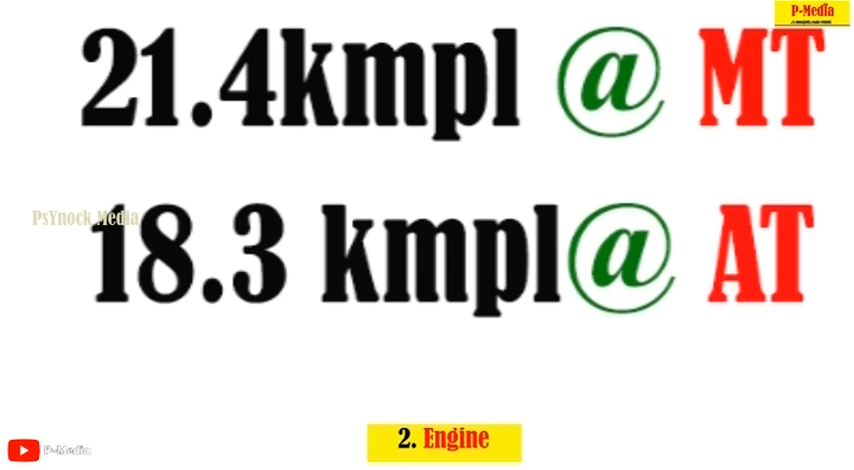 P-Media
21.4kmpl @ MT
PsYnock Media
18.3 kmpl@ AT
2. Engine
P-Media